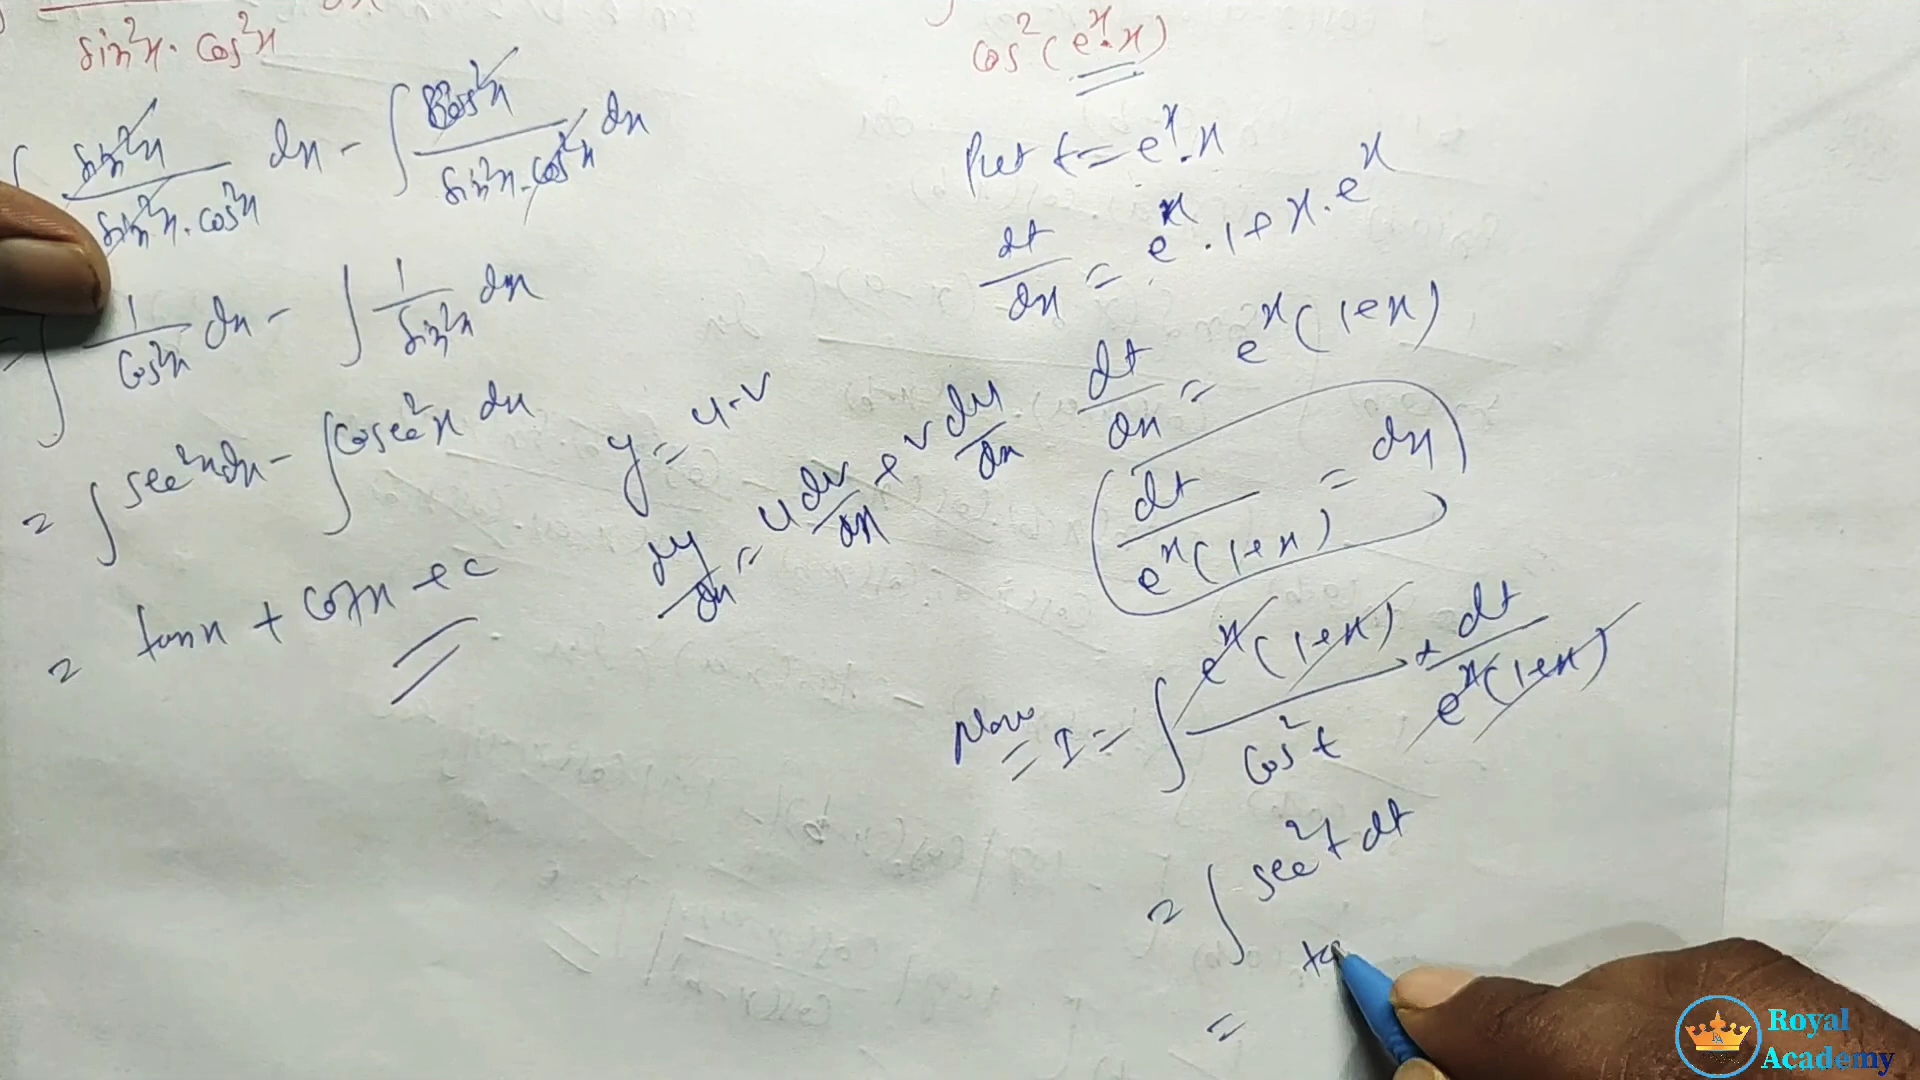 sin²x · cos²x
∫ sin²x / sin²x · cos²x dx - ∫ cos²x / sin²x · cos²x dx
= ∫ 1 / cos²x dx - ∫ 1 / sin²x dx
= ∫ sec²x dx - ∫ cosec²x dx
= tan x + cot x + c
y = u · v
dy/dx = u dv/dx + v du/dx
cos² (eˣ · x)
Put t = eˣ · x
dt/dx = eˣ · 1 + x · eˣ
dt/dx = eˣ (1+x)
dt / eˣ(1+x) = dx
Now I = ∫ eˣ(1+x) / cos²t × dt / eˣ(1+x)
= ∫ sec²t dt
= ta
Royal
Academy